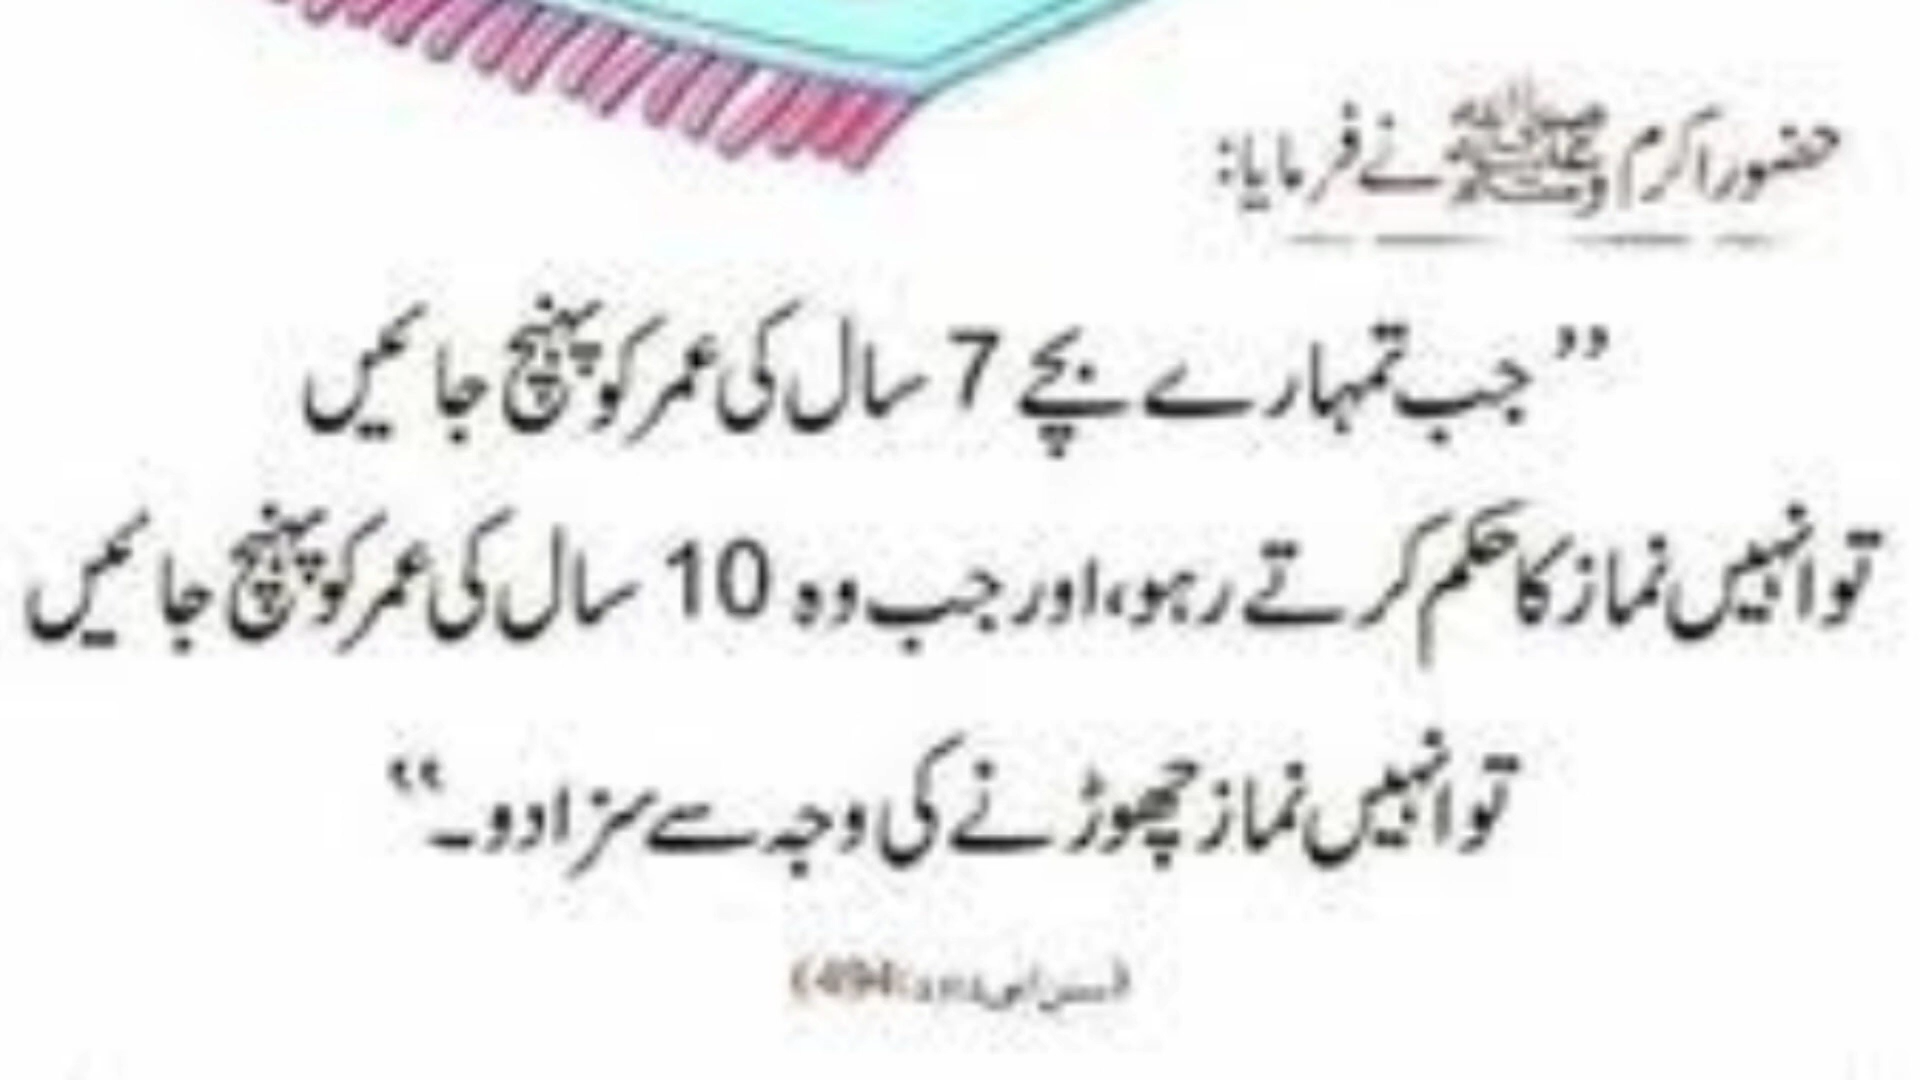 حضور اکرم ﷺ نے فرمایا:
”جب تمہارے بچے 7 سال کی عمر کو پہنچ جائیں
تو انہیں نماز کا حکم کرتے رہو، اور جب وہ 10 سال کی عمر کو پہنچ جائیں
تو انہیں نماز چھوڑنے کی وجہ سے سزا دو۔“
(سنن ابی داود: 494)